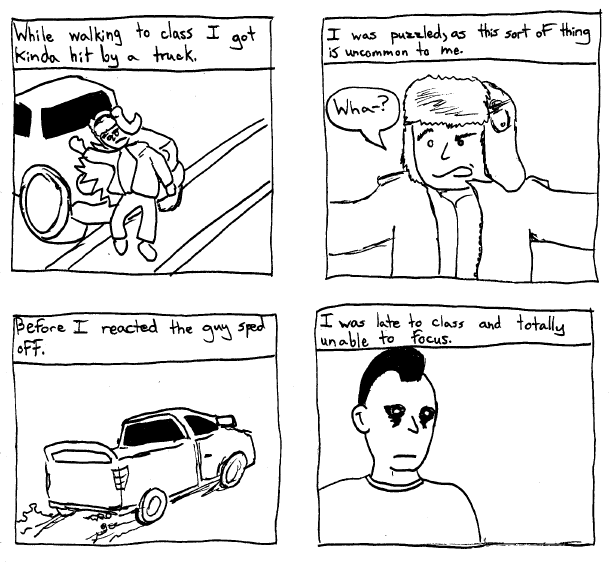 While walking to class I got
kinda hit by a truck.
I was puzzled, as this sort of thing
is uncommon to me.
Wha-?
Before I reacted the guy sped
off.
I was late to class and totally
unable to focus.